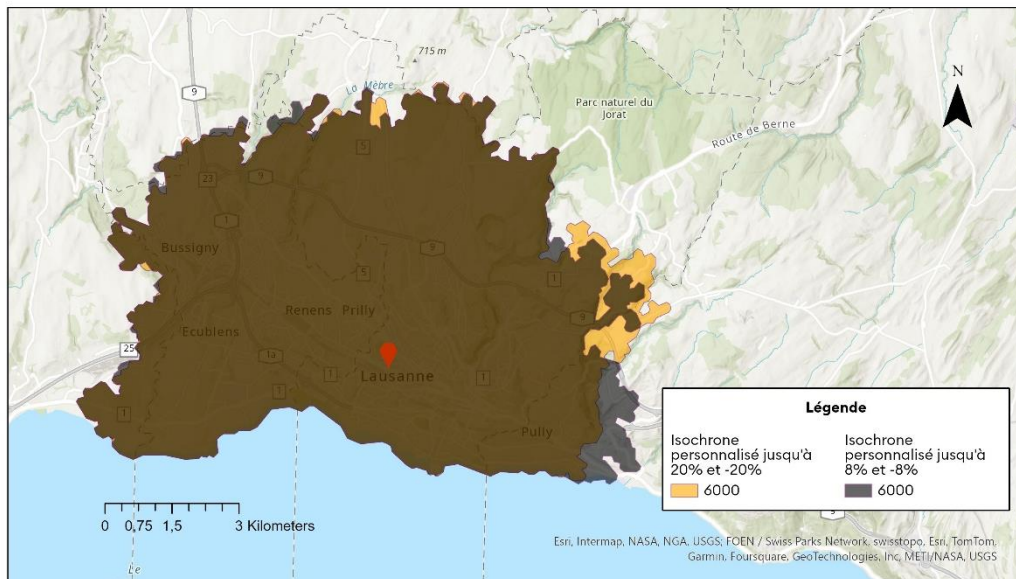 715 m
La Mèbre
9
N
Parc naturel du
Jorat
Route de Berne
5
23
9
1
Bussigny
9
5
1
Renens Prilly
9
Ecublens
25
1a
1
Lausanne
1
1
1
Pully
Légende
Isochrone
personnalisé jusqu'à
20% et -20%
6000
Isochrone
personnalisé jusqu'à
8% et -8%
6000
0 0,75 1,5 3 Kilometers
9
Esri, Intermap, NASA, NGA, USGS; FOEN / Swiss Parks Network, swisstopo, Esri, TomTom,
Garmin, Foursquare, GeoTechnologies, Inc, METI/NASA, USGS
Le